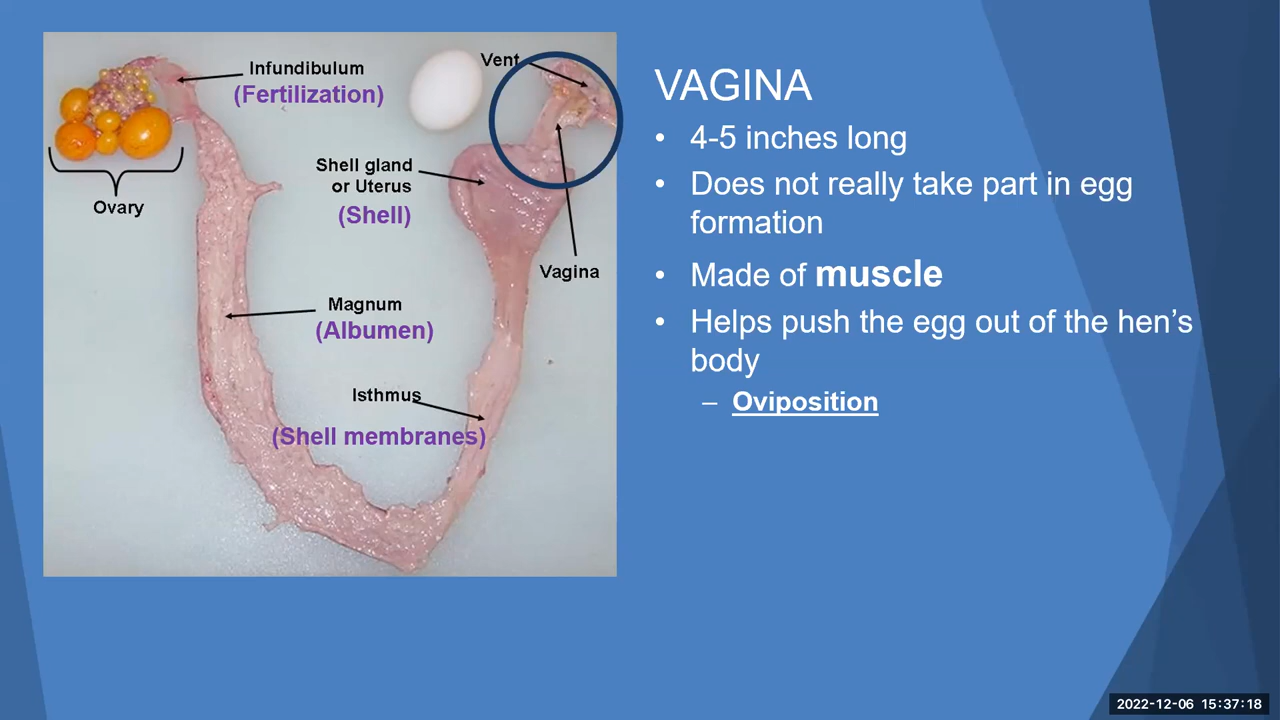 Infundibulum
(Fertilization)
Vent
Shell gland
or Uterus
(Shell)
Ovary
Vagina
Magnum
(Albumen)
Isthmus
(Shell membranes)
VAGINA
• 4-5 inches long
• Does not really take part in egg
formation
• Made of muscle
• Helps push the egg out of the hen’s
body
– Oviposition
2022-12-06 15:37:18